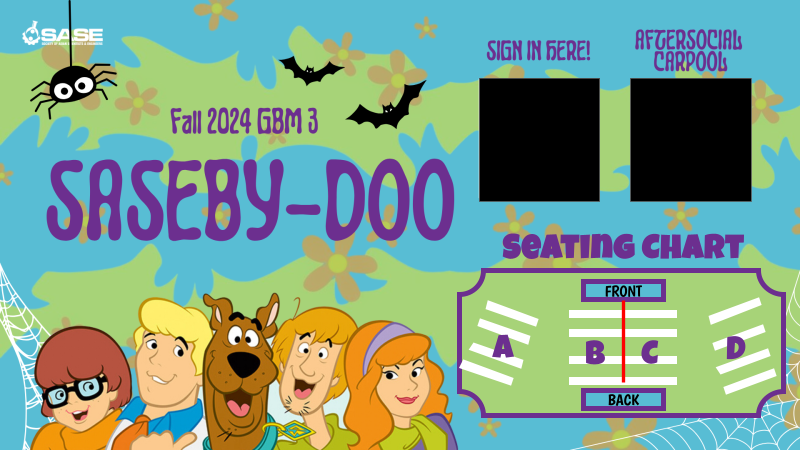 SASE
Fall 2024 GBM 3
SASEBY-DOO
SIGN IN HERE!
AFTERSOCIAL
CARPOOL
SEATING CHART
FRONT
A
B
C
D
BACK